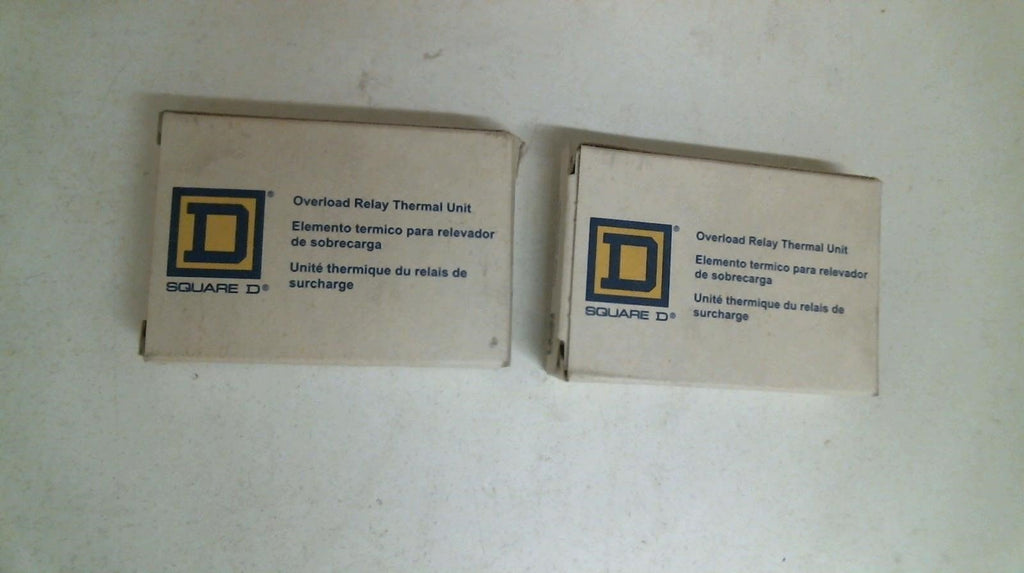 D®
SQUARE D®
Overload Relay Thermal Unit
Elemento termico para relevador
de sobrecarga
Unité thermique du relais de
surcharge
D®
SQUARE D®
Overload Relay Thermal Unit
Elemento termico para relevador
de sobrecarga
Unité thermique du relais de
surcharge